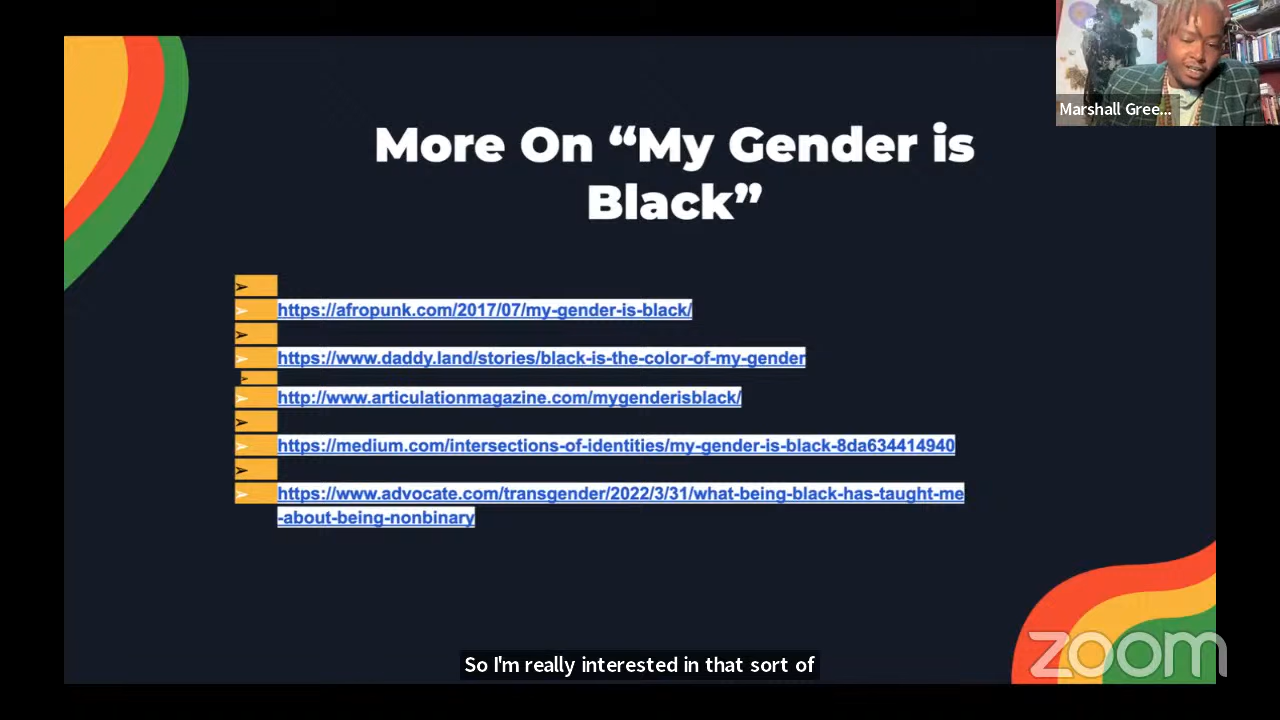 Marshall Gree...
More On “My Gender is
Black”
https://afropunk.com/2017/07/my-gender-is-black/
https://www.daddy.land/stories/black-is-the-color-of-my-gender
http://www.articulationmagazine.com/mygenderisblack/
https://medium.com/intersections-of-identities/my-gender-is-black-8da634414940
https://www.advocate.com/transgender/2022/3/31/what-being-black-has-taught-me
-about-being-nonbinary
So I'm really interested in that sort of
zoom